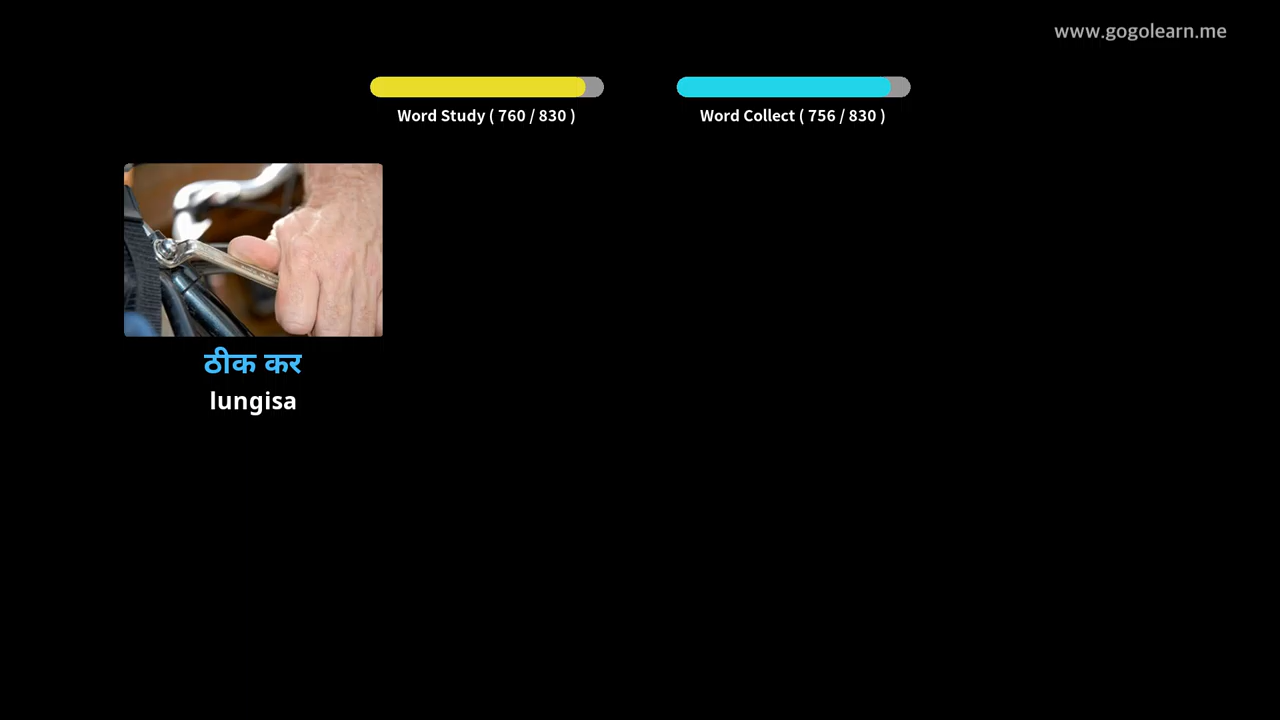 www.gogolearn.me
Word Study ( 760 / 830 )
Word Collect ( 756 / 830 )
ठीक कर
lungisa